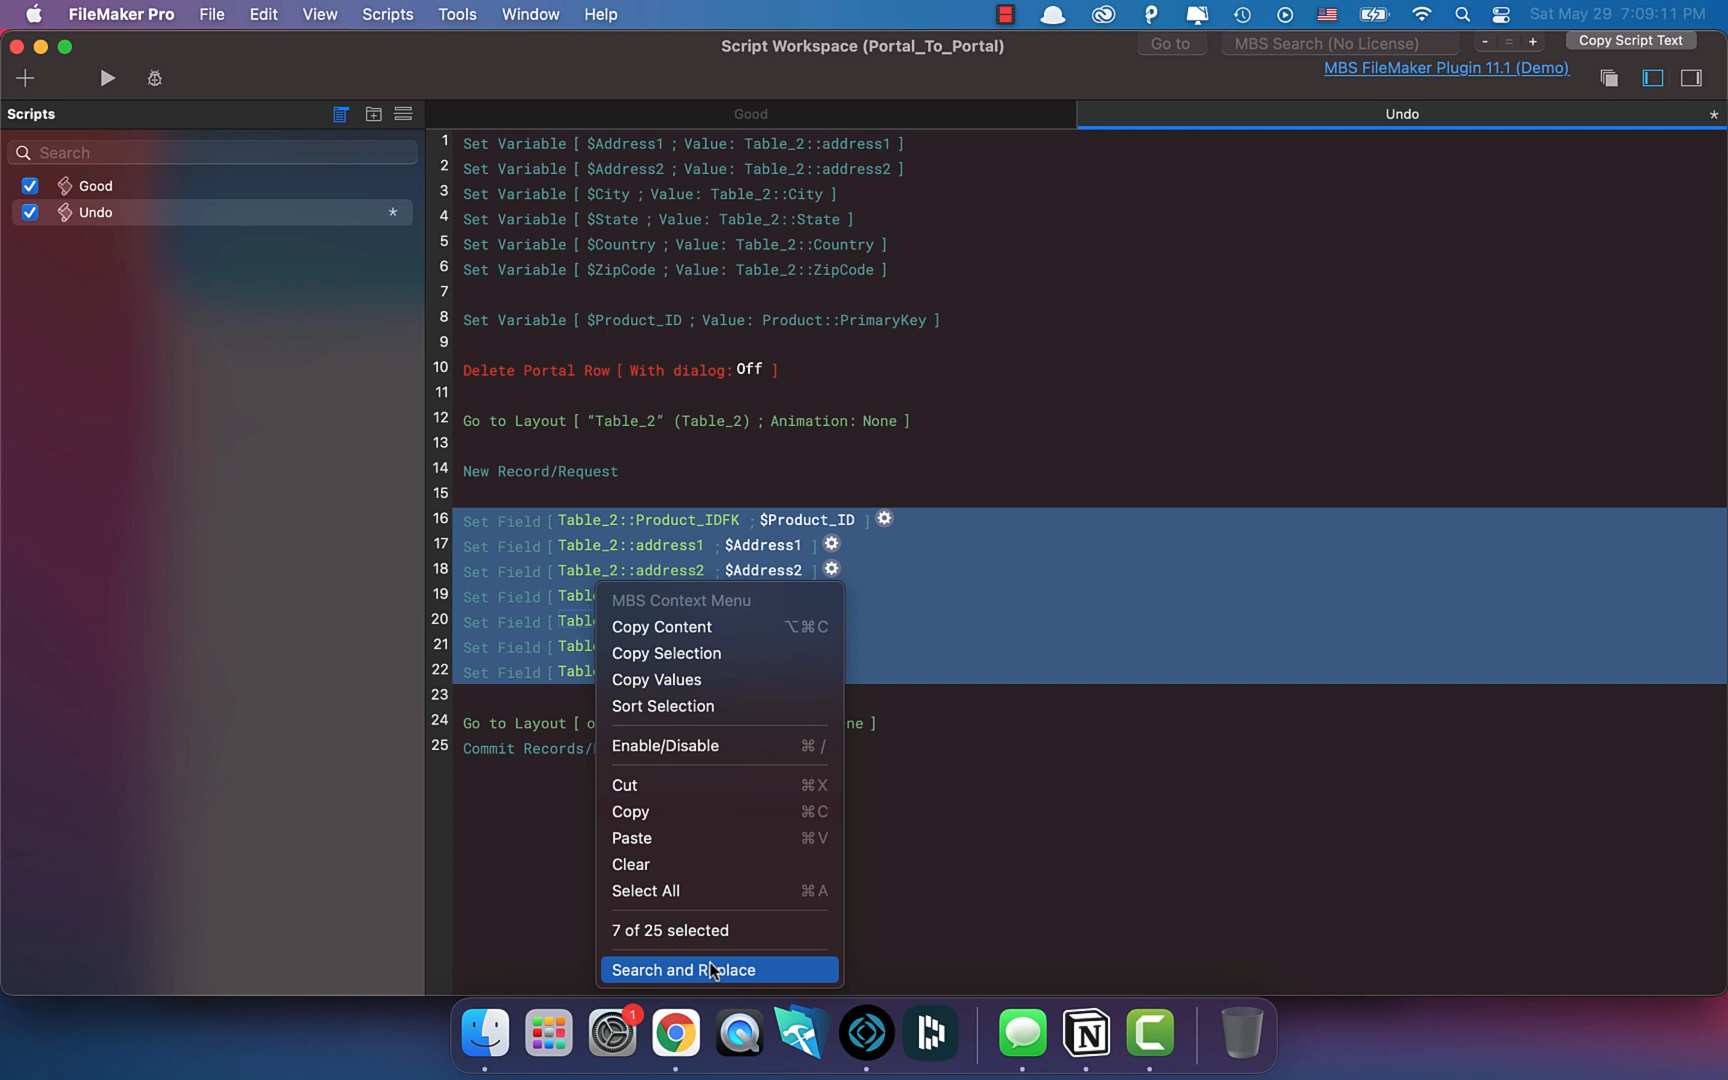 FileMaker Pro File Edit View Scripts Tools Window Help Sat May 29 7:09:11 PM
Script Workspace (Portal_To_Portal)
Go to MBS Search (No License) - = + Copy Script Text
MBS FileMaker Plugin 11.1 (Demo)
Scripts
Good
Undo *
Search
Good
Undo *
1 Set Variable [ $Address1 ; Value: Table_2::address1 ]
2 Set Variable [ $Address2 ; Value: Table_2::address2 ]
3 Set Variable [ $City ; Value: Table_2::City ]
4 Set Variable [ $State ; Value: Table_2::State ]
5 Set Variable [ $Country ; Value: Table_2::Country ]
6 Set Variable [ $ZipCode ; Value: Table_2::ZipCode ]
7
8 Set Variable [ $Product_ID ; Value: Product::PrimaryKey ]
9
10 Delete Portal Row [ With dialog: Off ]
11
12 Go to Layout [ “Table_2” (Table_2) ; Animation: None ]
13
14 New Record/Request
15
16 Set Field [ Table_2::Product_IDFK ; $Product_ID ]
17 Set Field [ Table_2::address1 ; $Address1 ]
18 Set Field [ Table_2::address2 ; $Address2 ]
19 Set Field [ Tabl
20 Set Field [ Table
21 Set Field [ Tabl
22 Set Field [ Tabl
23
24 Go to Layout [ o ne ]
25 Commit Records/
MBS Context Menu
Copy Content ⌥⌘C
Copy Selection
Copy Values
Sort Selection
Enable/Disable ⌘ /
Cut ⌘X
Copy ⌘C
Paste ⌘V
Clear
Select All ⌘A
7 of 25 selected
Search and Replace
1